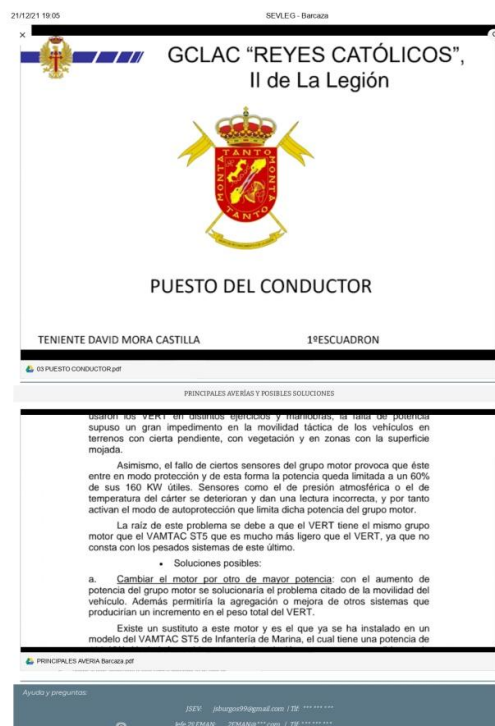 21/12/21 19:05
SEVLEG - Barcaza
GCLAC “REYES CATÓLICOS”,
II de La Legión
TANTO
MONTA
MONTA
TANTO
PUESTO DEL CONDUCTOR
TENIENTE DAVID MORA CASTILLA
1ºESCUADRON
03 PUESTO CONDUCTOR.pdf
PRINCIPALES AVERÍAS Y POSIBLES SOLUCIONES
usaron los VERT en distintos ejercicios y maniobras, la falta de potencia
supuso un gran impedimento en la movilidad táctica de los vehículos en
terrenos con cierta pendiente, con vegetación y en zonas con la superficie
mojada.
Asimismo, el fallo de ciertos sensores del grupo motor provoca que éste
entre en modo protección y de esta forma la potencia queda limitada a un 60%
de sus 160 KW útiles. Sensores como el de presión atmosférica o el de
temperatura del cárter se deterioran y dan una lectura incorrecta, y por tanto
activan el modo de autoprotección que limita dicha potencia del grupo motor.
La raíz de este problema se debe a que el VERT tiene el mismo grupo
motor que el VAMTAC ST5 que es mucho más ligero que el VERT, ya que no
consta con los pesados sistemas de este último.
• Soluciones posibles:
a. Cambiar el motor por otro de mayor potencia: con el aumento de
potencia del grupo motor se solucionaría el problema citado de la movilidad del
vehículo. Además permitiría la agregación o mejora de otros sistemas que
producirían un incremento en el peso total del VERT.
Existe un sustituto a este motor y es el que ya se ha instalado en un
modelo del VAMTAC ST5 de Infantería de Marina, el cual tiene una potencia de
PRINCIPALES AVERIA Barcaza.pdf
Ayuda y preguntas:
JSEV: jsburgos99@gmail.com | Tlf: *** *** ***